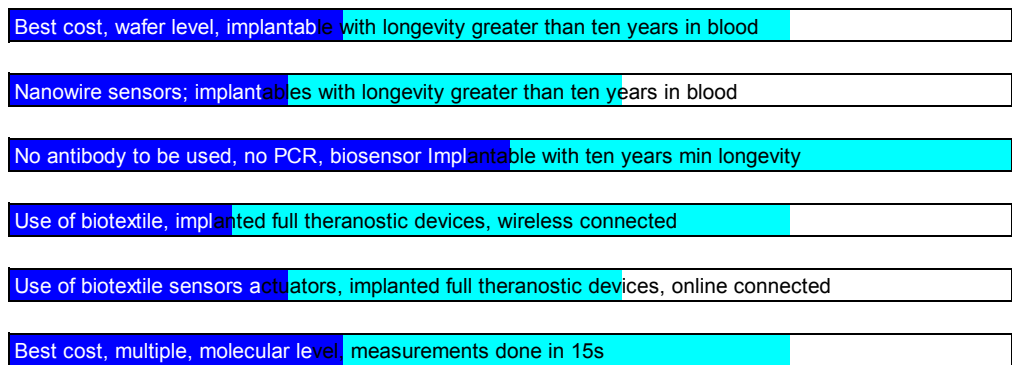 Best cost, wafer level, implantable with longevity greater than ten years in blood
Nanowire sensors; implantables with longevity greater than ten years in blood
No antibody to be used, no PCR, biosensor Implantable with ten years min longevity
Use of biotextile, implanted full theranostic devices, wireless connected
Use of biotextile sensors actuators, implanted full theranostic devices, online connected
Best cost, multiple, molecular level, measurements done in 15s